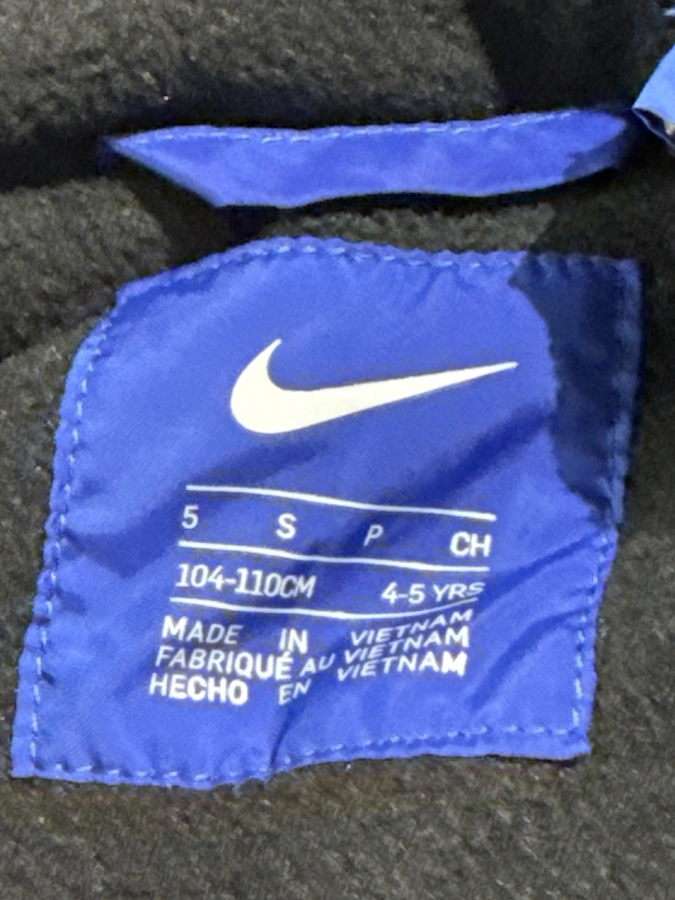 5 S P CH
104-110CM 4-5 YRS
MADE IN VIETNAM
FABRIQUÉ AU VIETNAM
HECHO EN VIETNAM